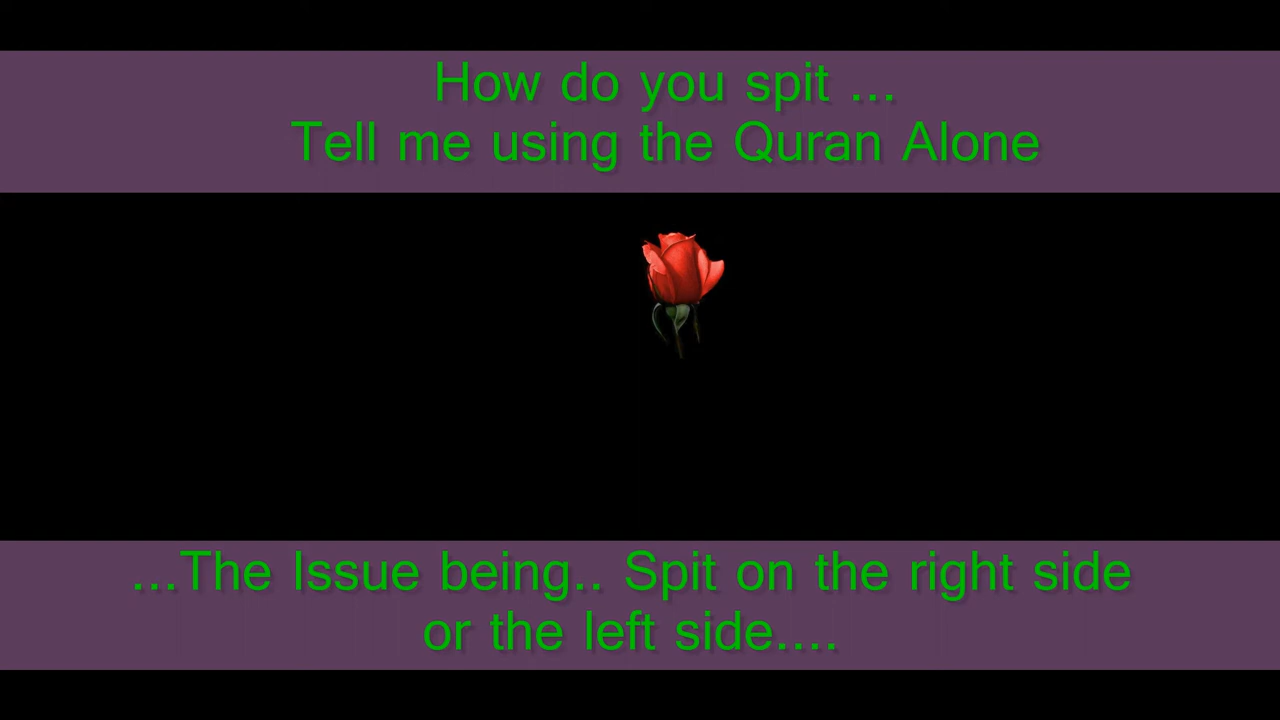 How do you spit ...
Tell me using the Quran Alone
...The Issue being.. Spit on the right side
or the left side....